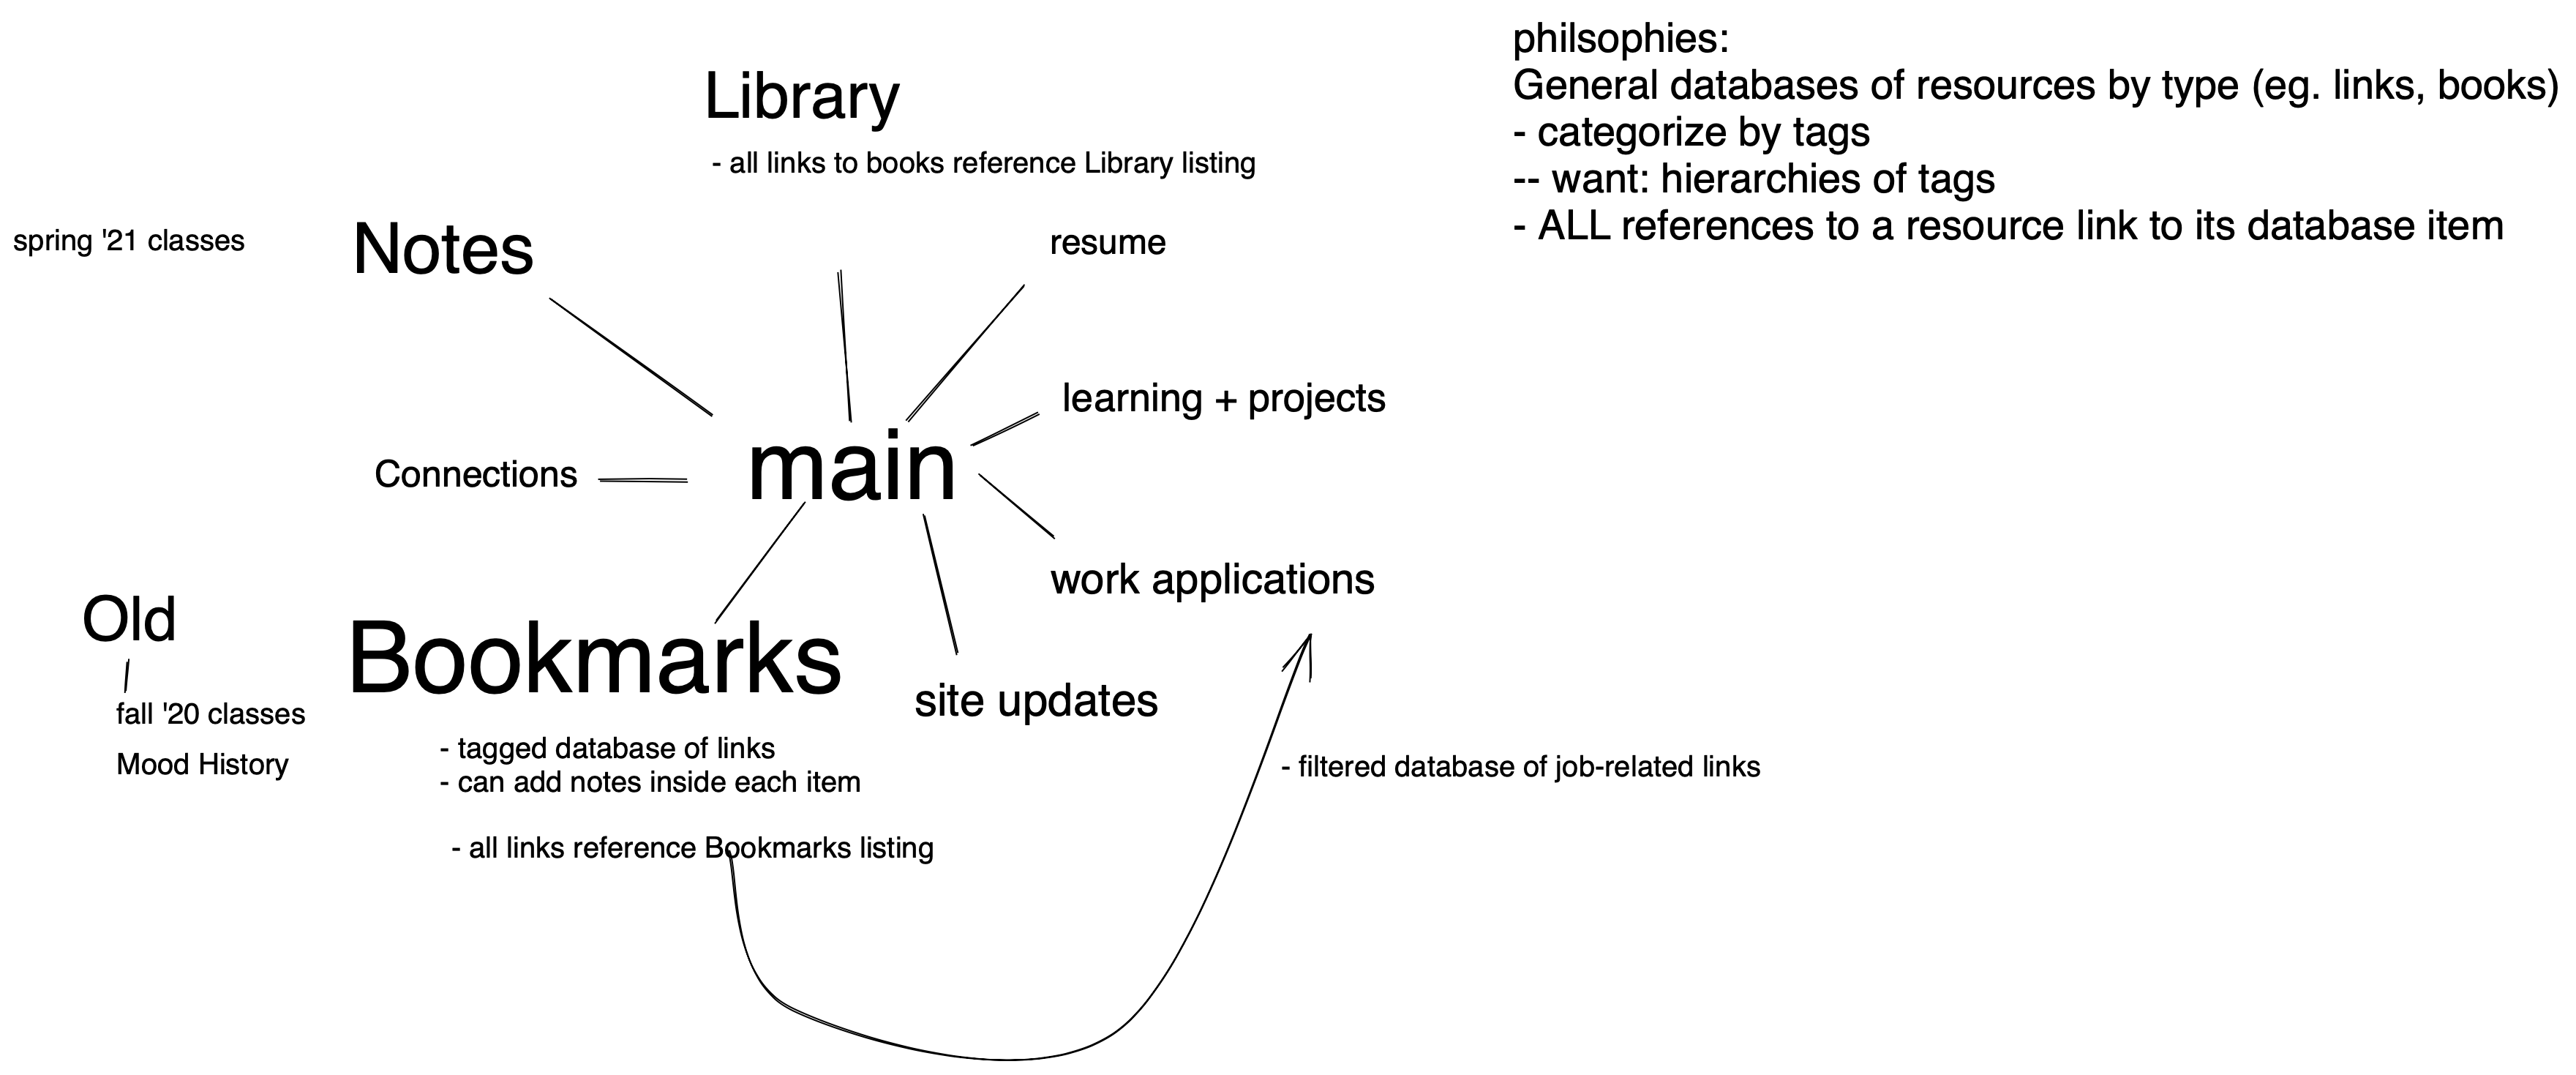 philsophies:
General databases of resources by type (eg. links, books)
- categorize by tags
-- want: hierarchies of tags
- ALL references to a resource link to its database item
Library
- all links to books reference Library listing
spring '21 classes
Notes
resume
learning + projects
main
Connections
work applications
Old
Bookmarks
site updates
fall '20 classes
Mood History
- tagged database of links
- can add notes inside each item
- filtered database of job-related links
- all links reference Bookmarks listing